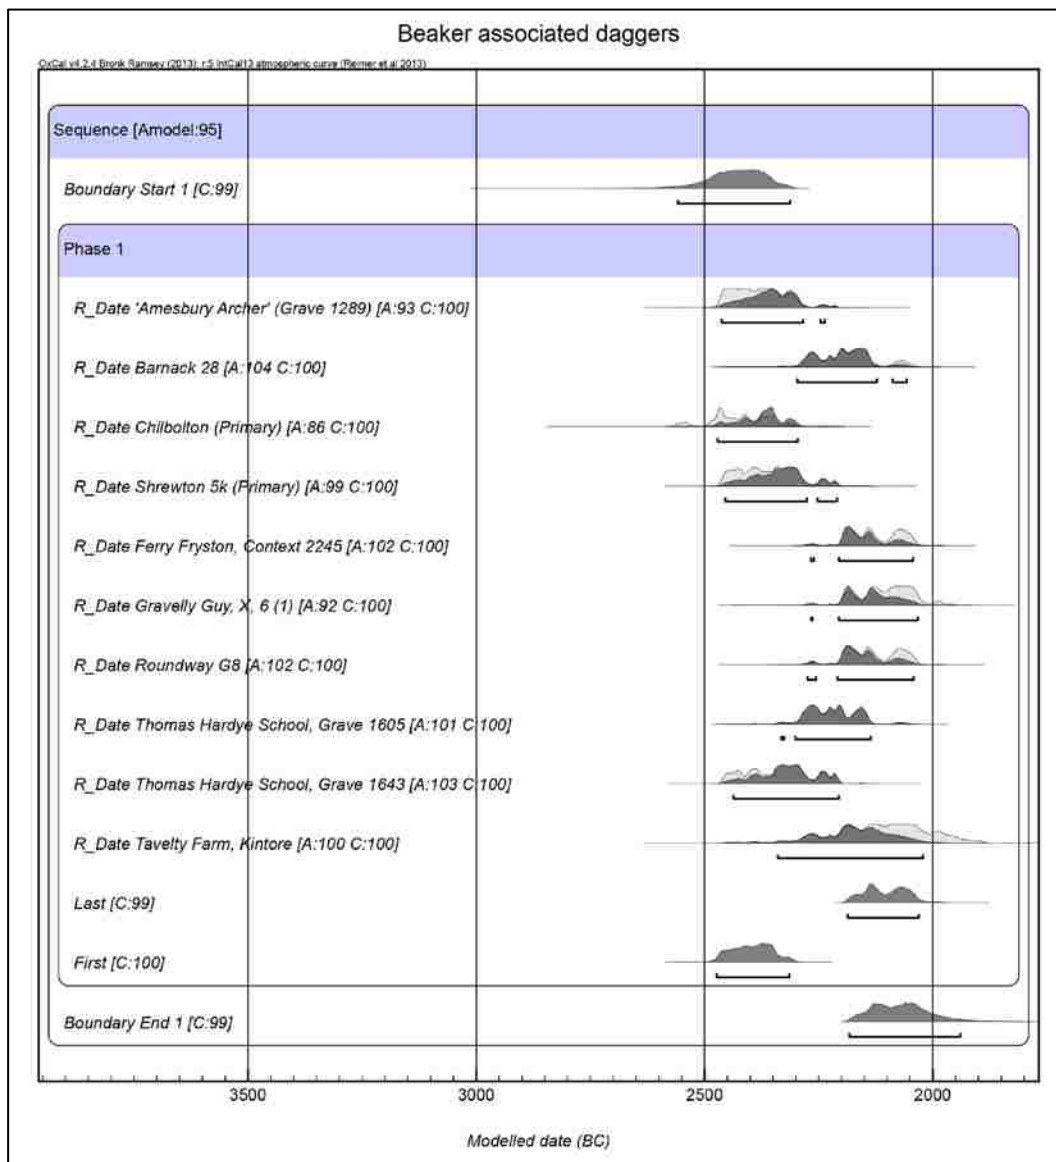 Beaker associated daggers
OxCal v4.2.4 Bronk Ramsey (2013); r:5 IntCal13 atmospheric curve (Reimer et al 2013)
Sequence [Amodel:95]
Boundary Start 1 [C:99]
Phase 1
R_Date 'Amesbury Archer' (Grave 1289) [A:93 C:100]
R_Date Barnack 28 [A:104 C:100]
R_Date Chilbolton (Primary) [A:86 C:100]
R_Date Shrewton 5k (Primary) [A:99 C:100]
R_Date Ferry Fryston, Context 2245 [A:102 C:100]
R_Date Gravelly Guy, X, 6 (1) [A:92 C:100]
R_Date Roundway G8 [A:102 C:100]
R_Date Thomas Hardye School, Grave 1605 [A:101 C:100]
R_Date Thomas Hardye School, Grave 1643 [A:103 C:100]
R_Date Tavelty Farm, Kintore [A:100 C:100]
Last [C:99]
First [C:100]
Boundary End 1 [C:99]
3500 3000 2500 2000
Modelled date (BC)